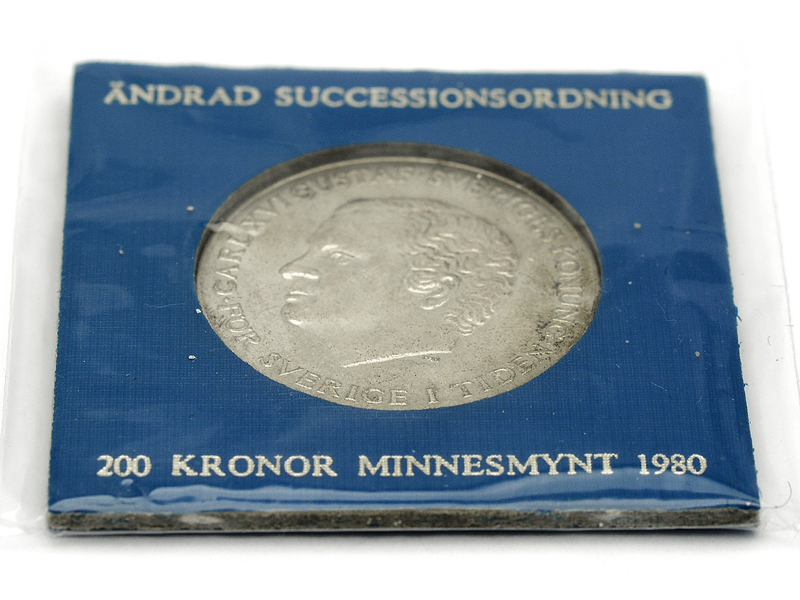 ÄNDRAD SUCCESSIONSORDNING
CARL XVI GUSTAF · SVERIGES KONUNG
FÖR SVERIGE I TIDEN
200 KRONOR MINNESMYNT 1980